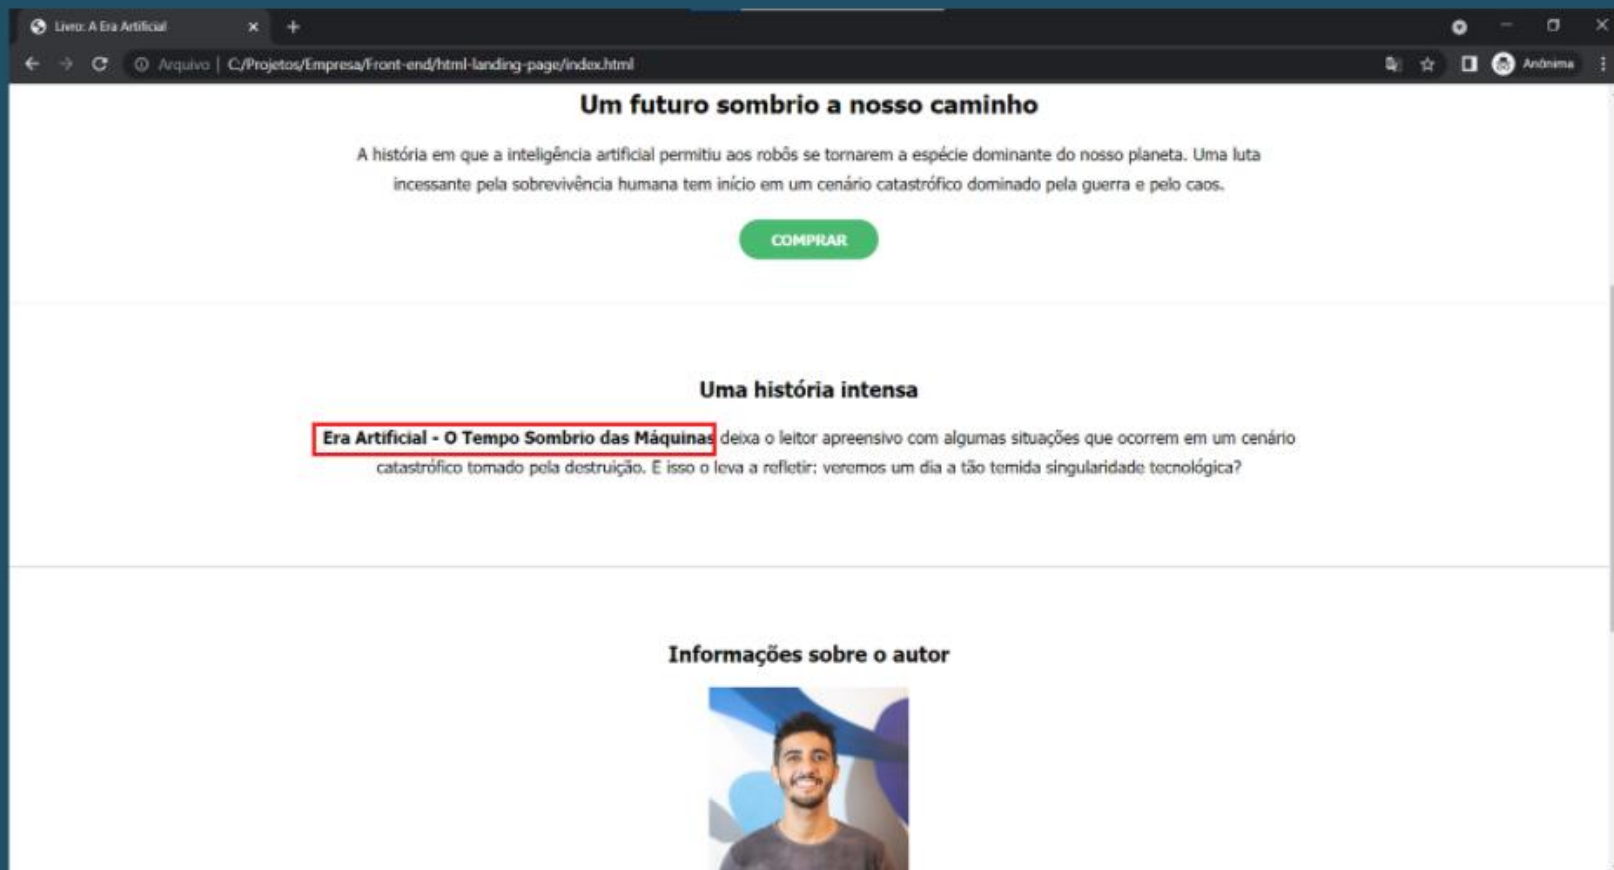 Livro: A Era Artificial
Arquivo | C:/Projetos/Empresa/Front-end/html-landing-page/index.html
Anônima
Um futuro sombrio a nosso caminho
A história em que a inteligência artificial permitiu aos robôs se tornarem a espécie dominante do nosso planeta. Uma luta
incessante pela sobrevivência humana tem início em um cenário catastrófico dominado pela guerra e pelo caos.
COMPRAR
Uma história intensa
Era Artificial - O Tempo Sombrio das Máquinas deixa o leitor apreensivo com algumas situações que ocorrem em um cenário
catastrófico tomado pela destruição. E isso o leva a refletir: veremos um dia a tão temida singularidade tecnológica?
Informações sobre o autor